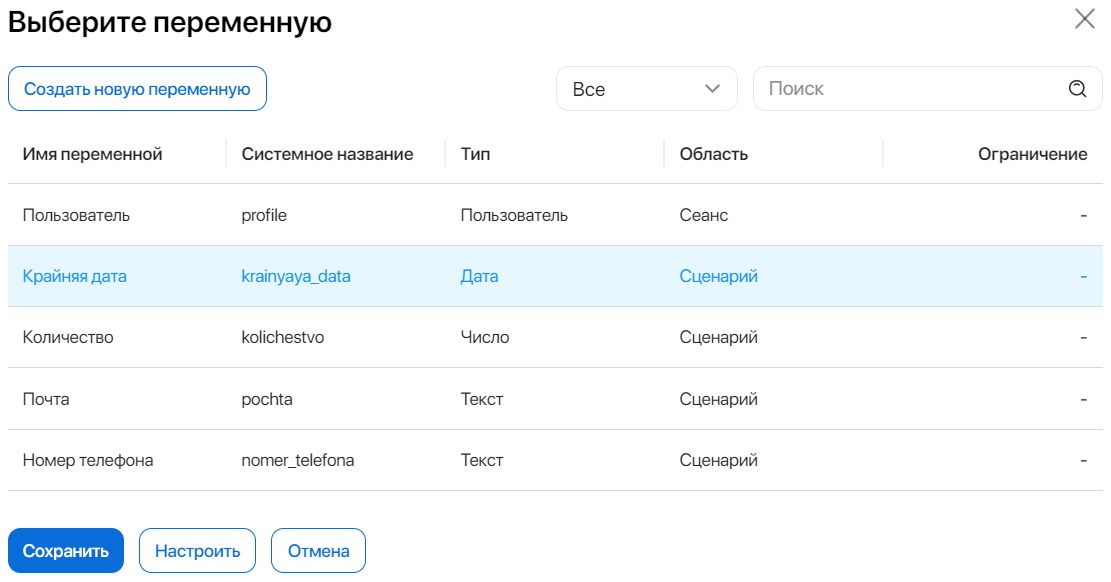 Выберите переменную
Создать новую переменную Все Поиск
Имя переменной Системное название Тип Область Ограничение
Пользователь profile Пользователь Сеанс -
Крайняя дата krainyaya_data Дата Сценарий -
Количество kolichestvo Число Сценарий -
Почта pochta Текст Сценарий -
Номер телефона nomer_telefona Текст Сценарий -
Сохранить Настроить Отмена